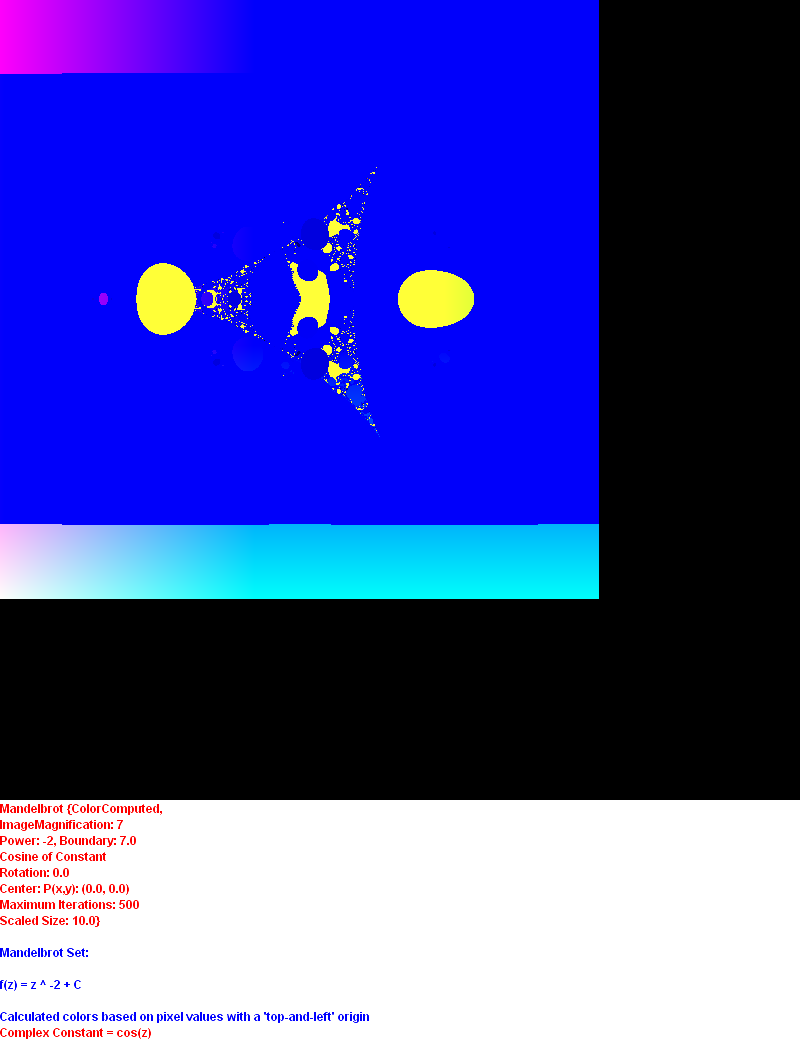 Mandelbrot {ColorComputed,
ImageMagnification: 7
Power: -2, Boundary: 7.0
Cosine of Constant
Rotation: 0.0
Center: P(x,y): (0.0, 0.0)
Maximum Iterations: 500
Scaled Size: 10.0}
Mandelbrot Set:
f(z) = z ^ -2 + C
Calculated colors based on pixel values with a 'top-and-left' origin
Complex Constant = cos(z)